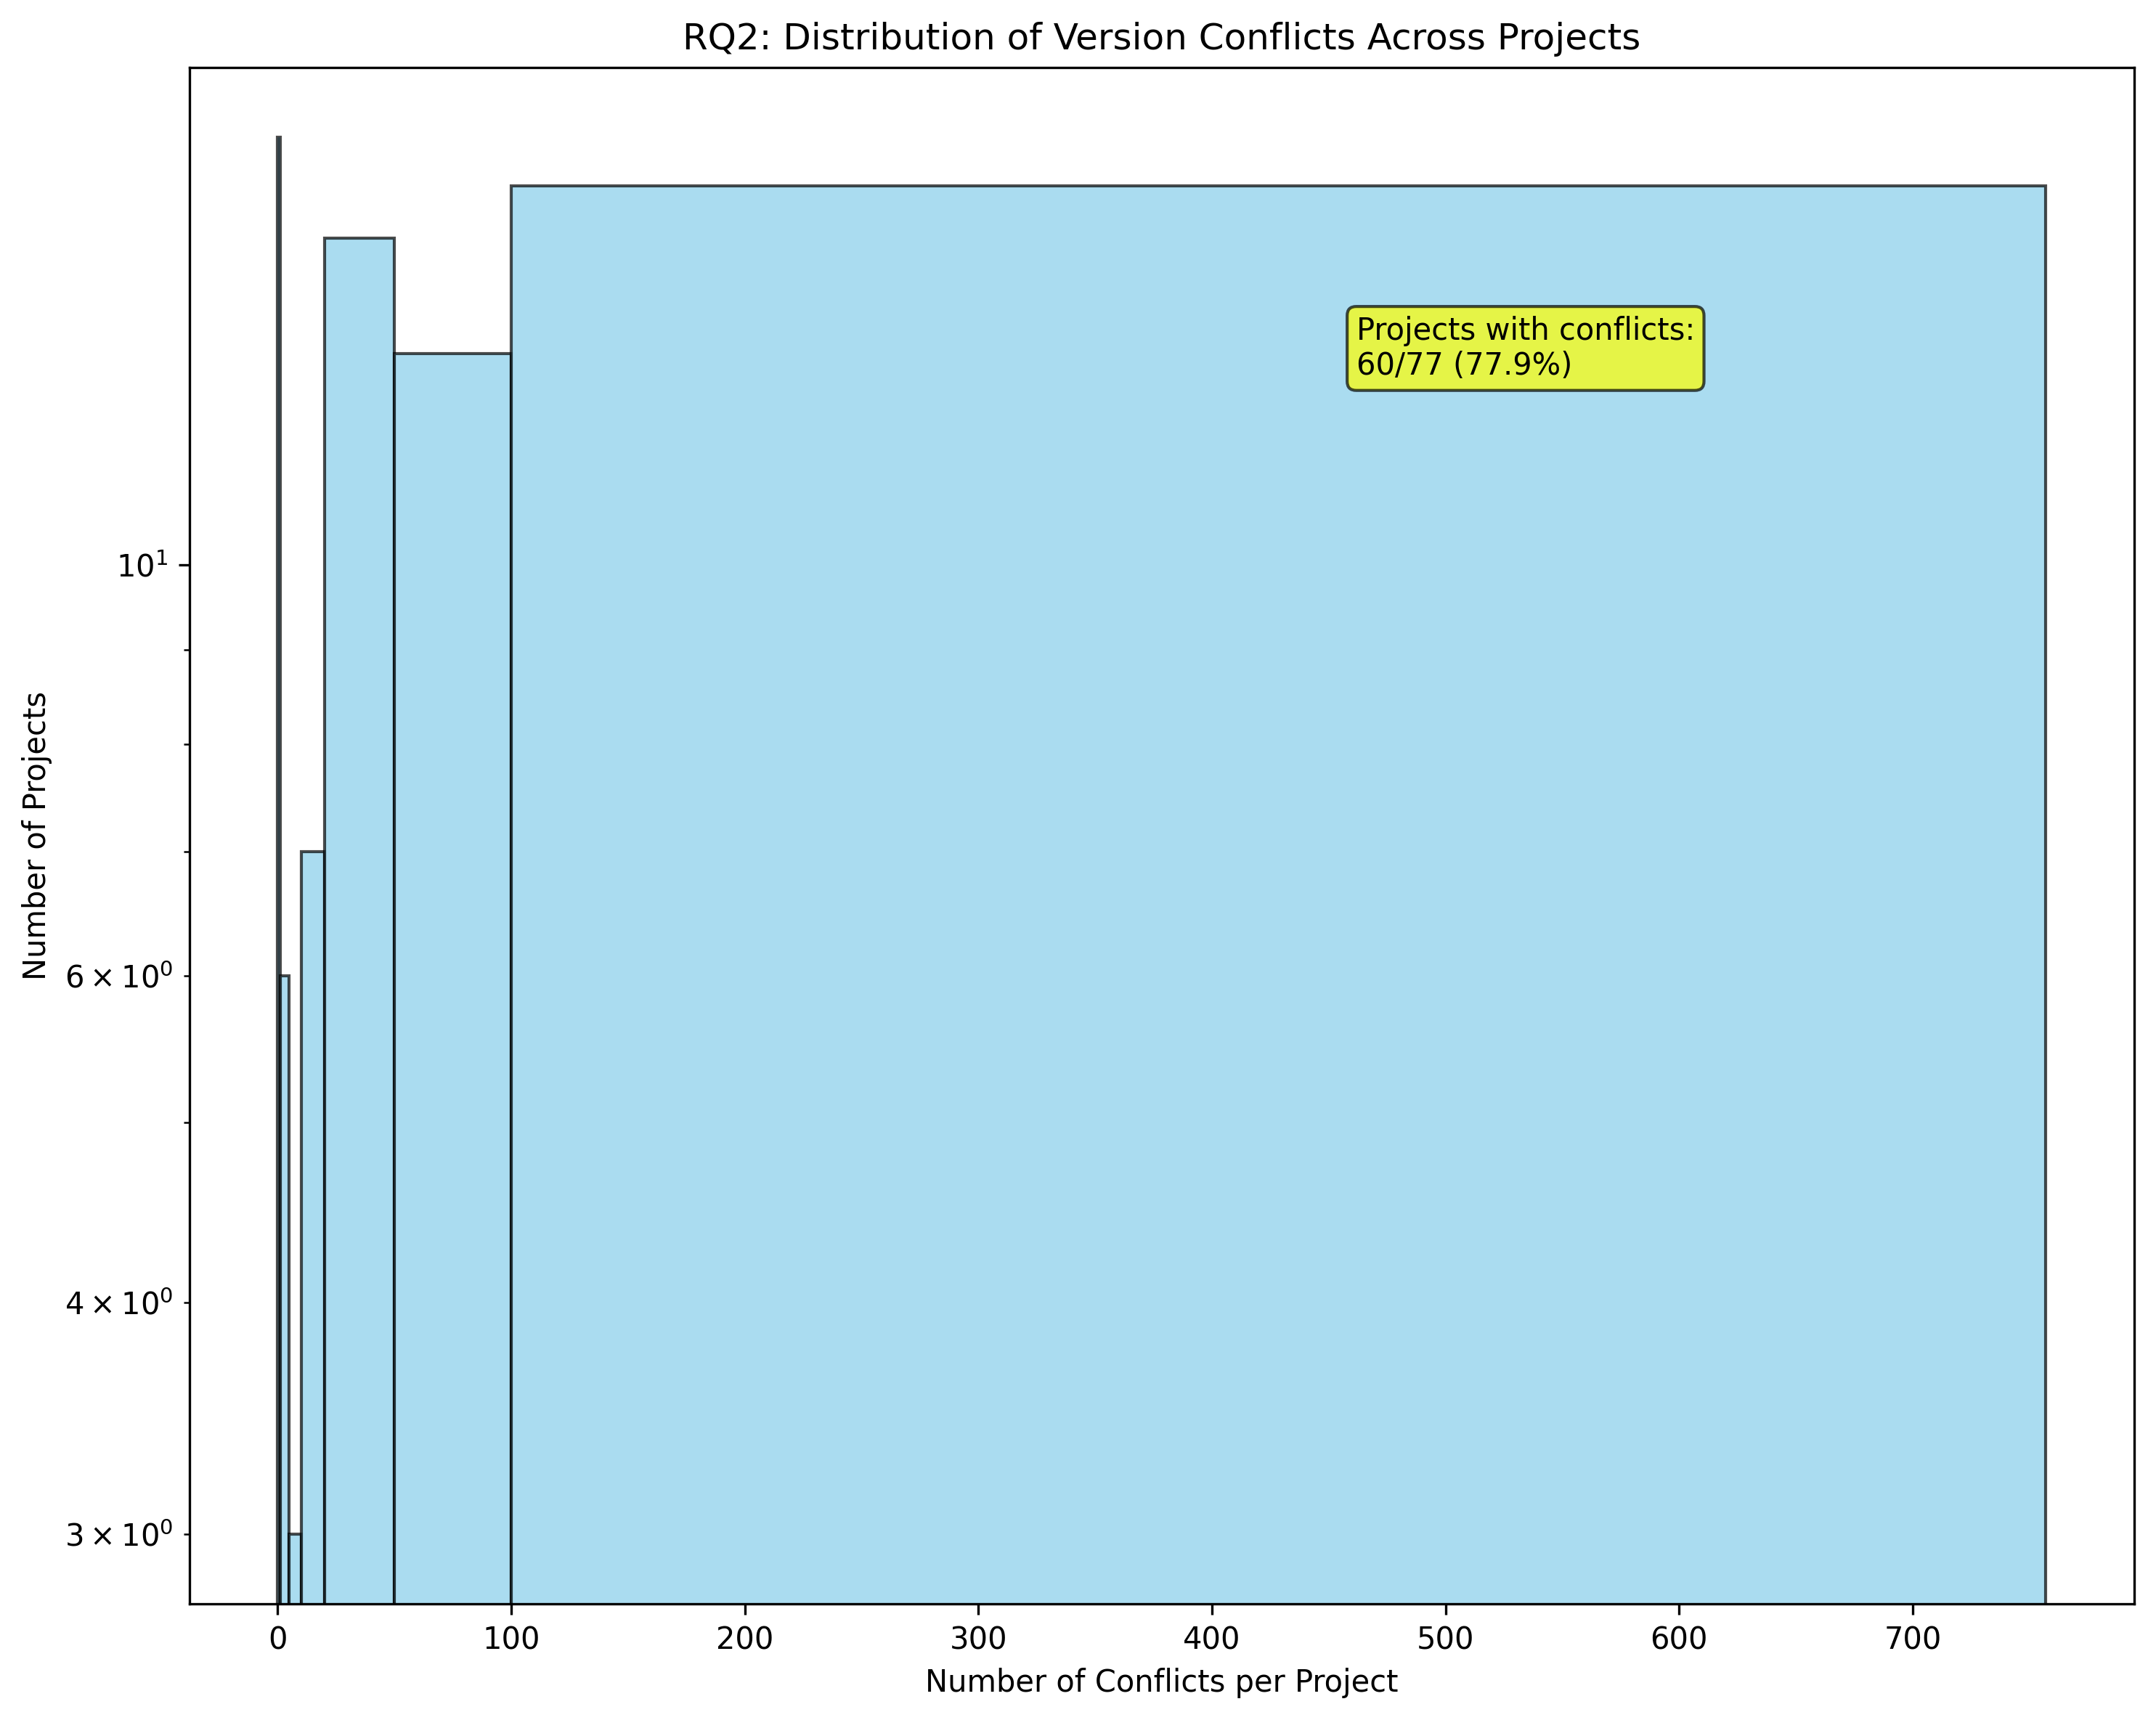 RQ2: Distribution of Version Conflicts Across Projects
Projects with conflicts:
60/77 (77.9%)
Number of Projects
10¹
6 × 10⁰
4 × 10⁰
3 × 10⁰
0 100 200 300 400 500 600 700
Number of Conflicts per Project